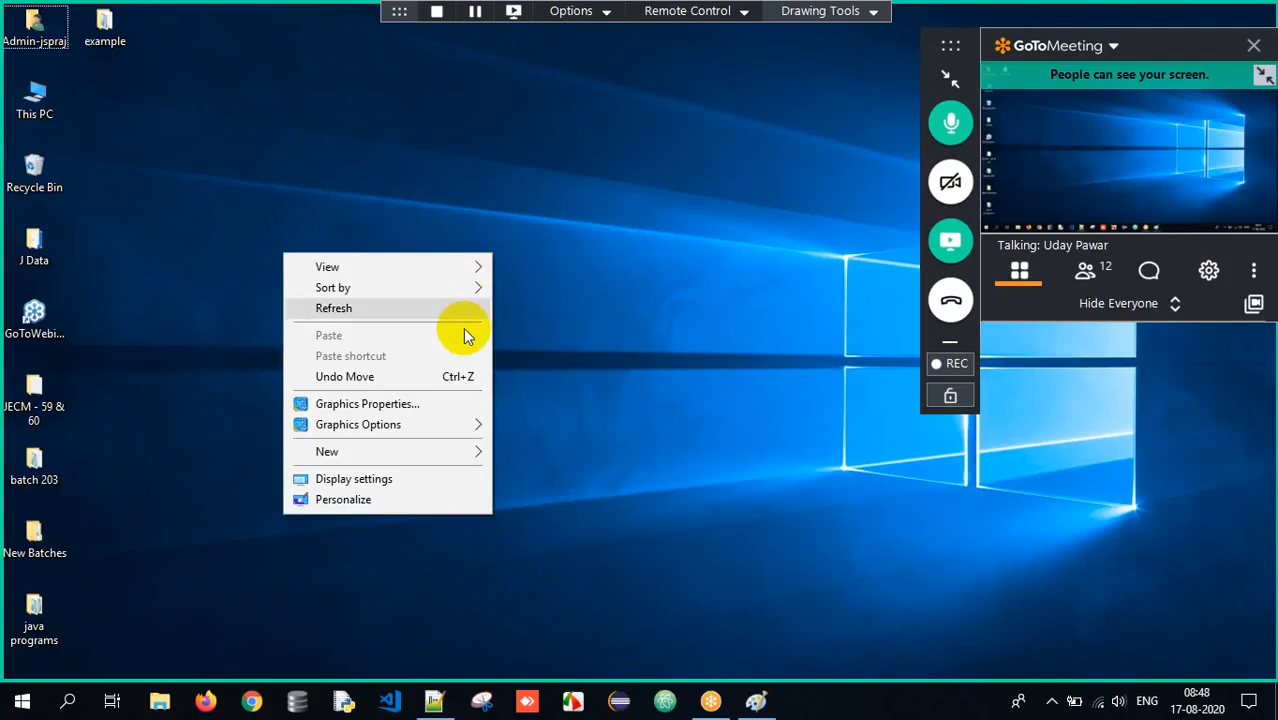 Options
Remote Control
Drawing Tools
Admin-jspraj
example
This PC
Recycle Bin
J Data
GoToWebi...
JECM - 59 &
60
batch 203
New Batches
java
programs
View
Sort by
Refresh
Paste
Paste shortcut
Undo Move Ctrl+Z
Graphics Properties...
Graphics Options
New
Display settings
Personalize
REC
GoToMeeting
People can see your screen.
Talking: Uday Pawar
12
Hide Everyone
ENG
08:48
17-08-2020